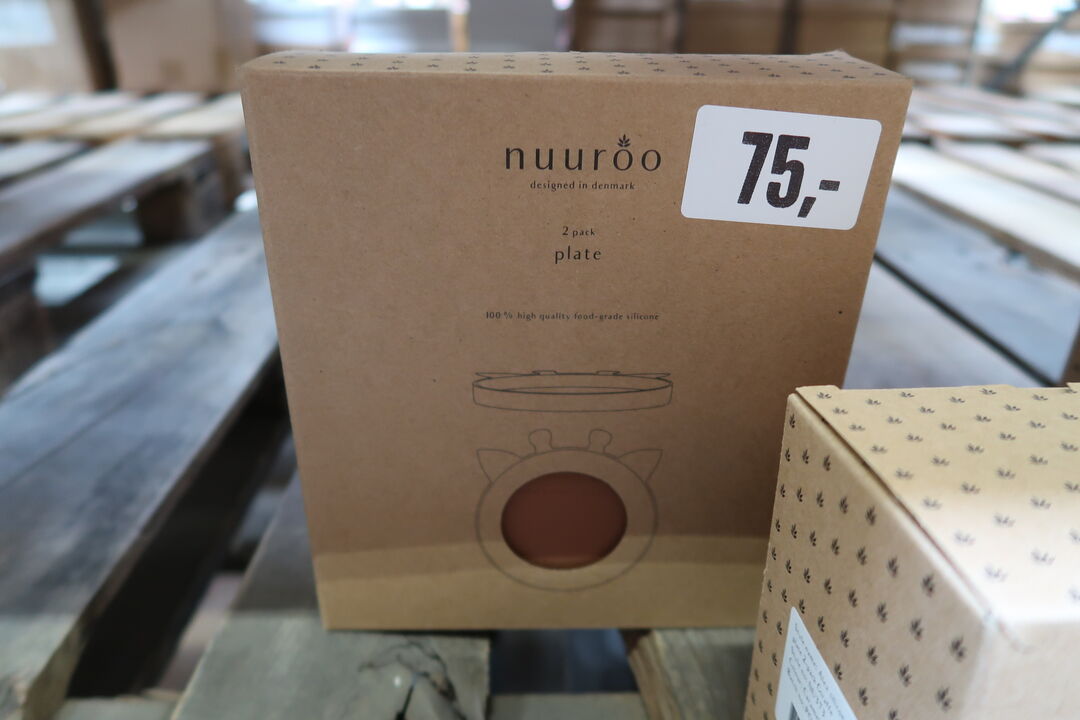 nuuroo
designed in denmark
75,-
2 pack
plate
100 % high quality food-grade silicone